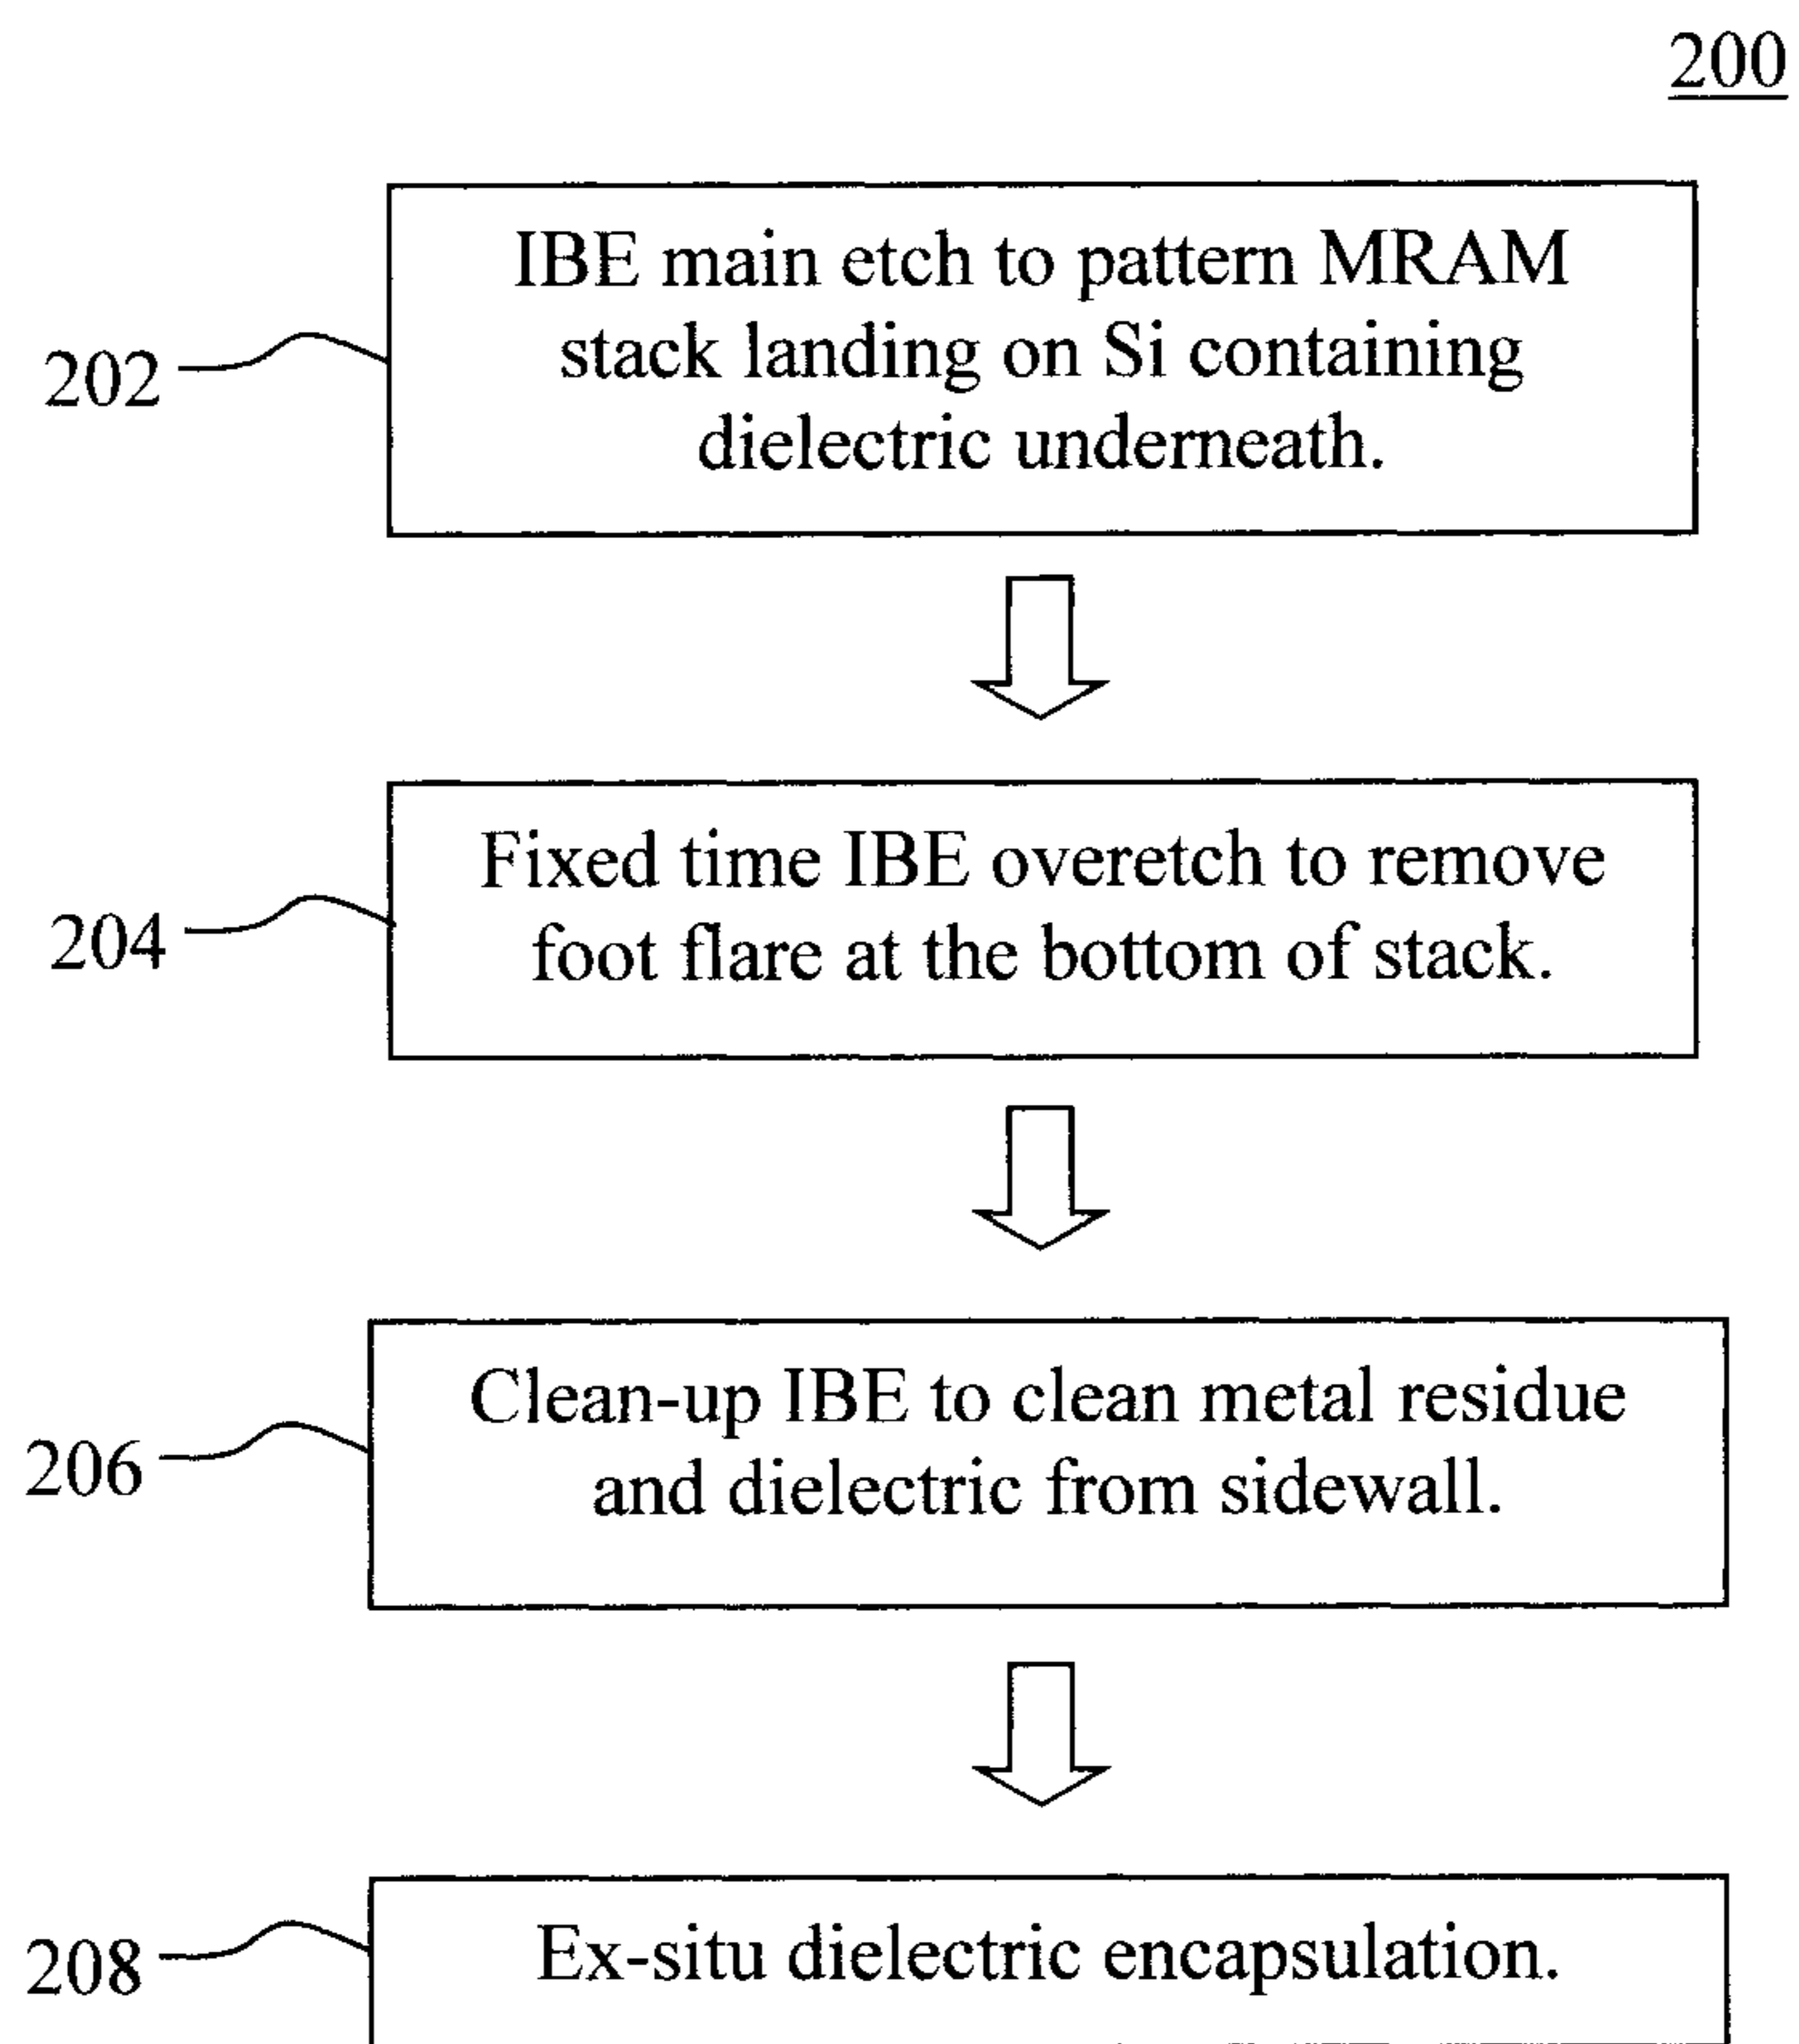 200
IBE main etch to pattern MRAM
stack landing on Si containing
dielectric underneath.
202
Fixed time IBE overetch to remove
foot flare at the bottom of stack.
204
Clean-up IBE to clean metal residue
and dielectric from sidewall.
206
Ex-situ dielectric encapsulation.
208